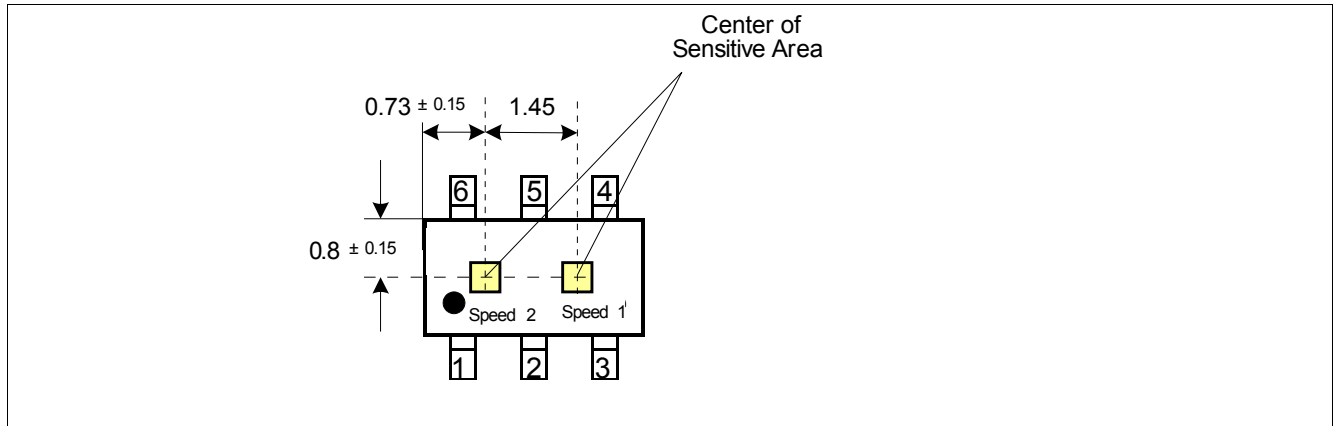 Center of
Sensitive Area
0.73 ± 0.15
1.45
6
5
4
0.8 ± 0.15
Speed 2
Speed 1
1
2
3